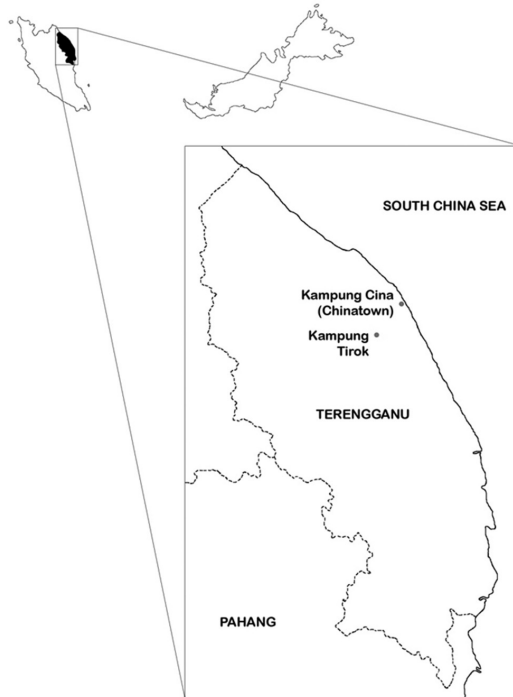 SOUTH CHINA SEA
Kampung Cina
(Chinatown)
Kampung
Tirok
TERENGGANU
PAHANG